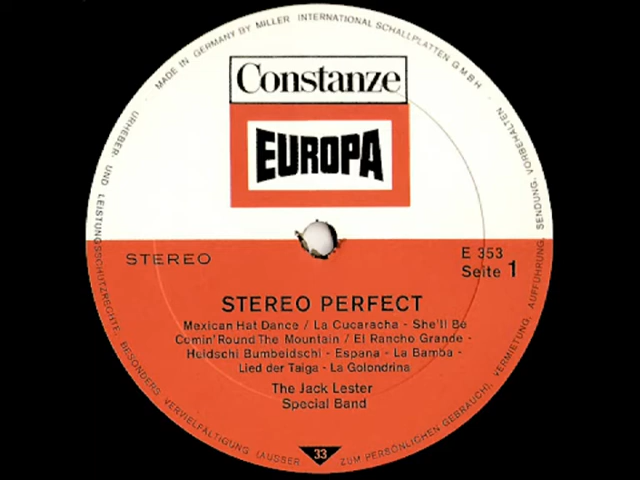 MADE IN GERMANY BY MILLER INTERNATIONAL SCHALLPLATTEN G.M.B.H.
Constanze
EUROPA
STEREO
E 353
Seite 1
STEREO PERFECT
Mexican Hat Dance / La Cucaracha - She'll Be
Comin' Round The Mountain / El Rancho Grande -
Heidschi Bumbeidschi - Espana - La Bamba -
Lied der Taiga - La Golondrina
The Jack Lester
Special Band
33
URHEBER- UND LEISTUNGSSCHUTZRECHTE, BESONDERS VERVIELFÄLTIGUNG (AUSSER ZUM PERSÖNLICHEN GEBRAUCH), VERMIETUNG, AUFFÜHRUNG, SENDUNG, VORBEHALTEN